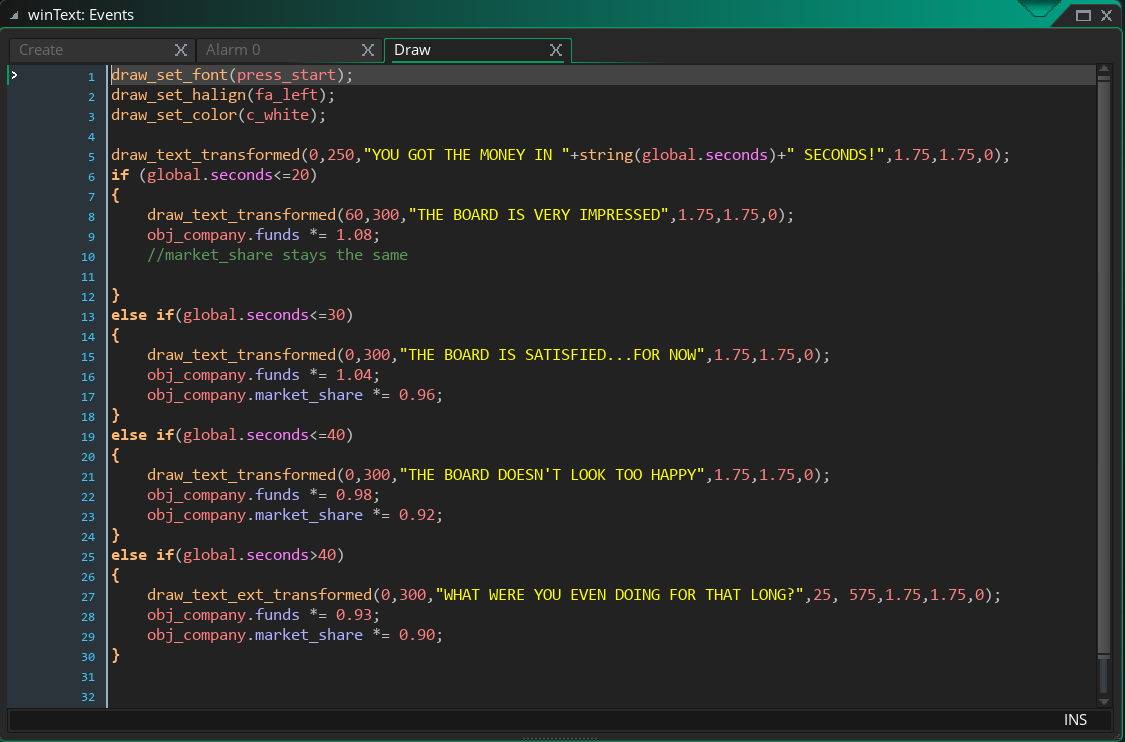 winText: Events
Create Alarm 0 Draw
1 draw_set_font(press_start);
2 draw_set_halign(fa_left);
3 draw_set_color(c_white);
4
5 draw_text_transformed(0,250,"YOU GOT THE MONEY IN "+string(global.seconds)+" SECONDS!",1.75,1.75,0);
6 if (global.seconds<=20)
7 {
8     draw_text_transformed(60,300,"THE BOARD IS VERY IMPRESSED",1.75,1.75,0);
9     obj_company.funds *= 1.08;
10     //market_share stays the same
11
12 }
13 else if(global.seconds<=30)
14 {
15     draw_text_transformed(0,300,"THE BOARD IS SATISFIED...FOR NOW",1.75,1.75,0);
16     obj_company.funds *= 1.04;
17     obj_company.market_share *= 0.96;
18 }
19 else if(global.seconds<=40)
20 {
21     draw_text_transformed(0,300,"THE BOARD DOESN'T LOOK TOO HAPPY",1.75,1.75,0);
22     obj_company.funds *= 0.98;
23     obj_company.market_share *= 0.92;
24 }
25 else if(global.seconds>40)
26 {
27     draw_text_ext_transformed(0,300,"WHAT WERE YOU EVEN DOING FOR THAT LONG?",25, 575,1.75,1.75,0);
28     obj_company.funds *= 0.93;
29     obj_company.market_share *= 0.90;
30 }
31
32
INS